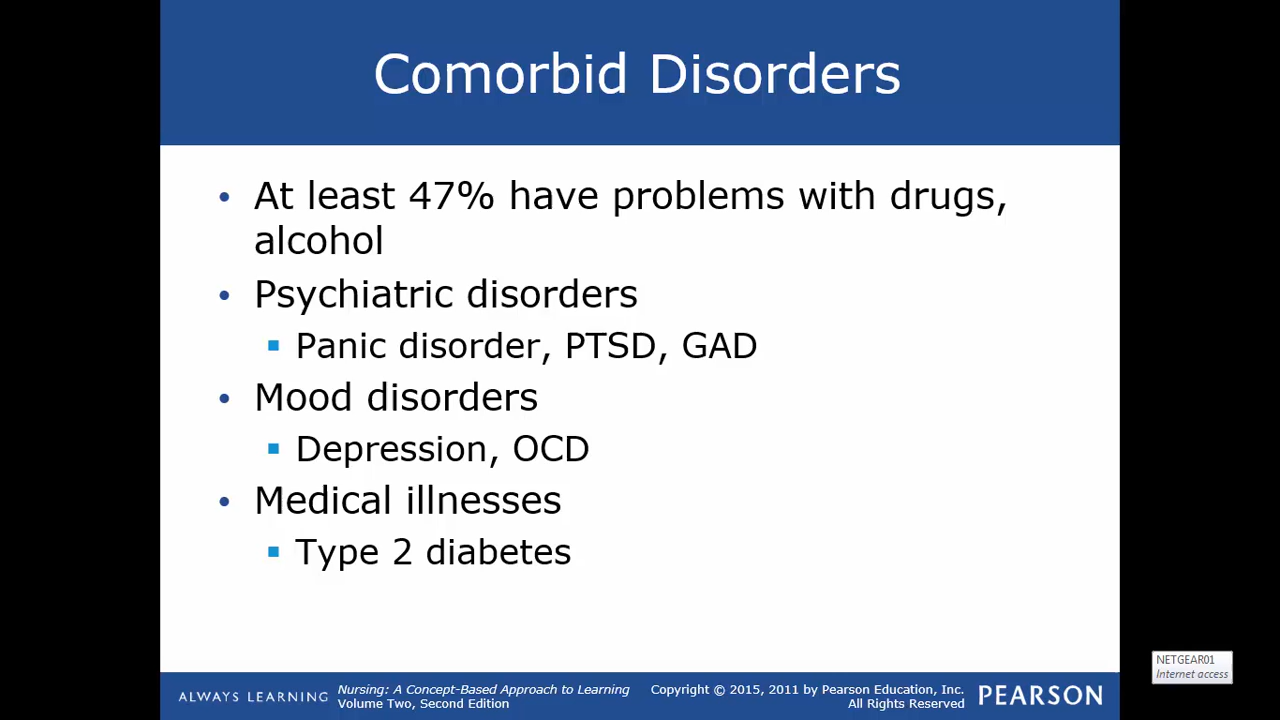 Comorbid Disorders
• At least 47% have problems with drugs,
alcohol
• Psychiatric disorders
▪ Panic disorder, PTSD, GAD
• Mood disorders
▪ Depression, OCD
• Medical illnesses
▪ Type 2 diabetes
ALWAYS LEARNING
Nursing: A Concept-Based Approach to Learning
Volume Two, Second Edition
Copyright © 2015, 2011 by Pearson Education, Inc.
All Rights Reserved
PEARSON
NETGEAR01
Internet access